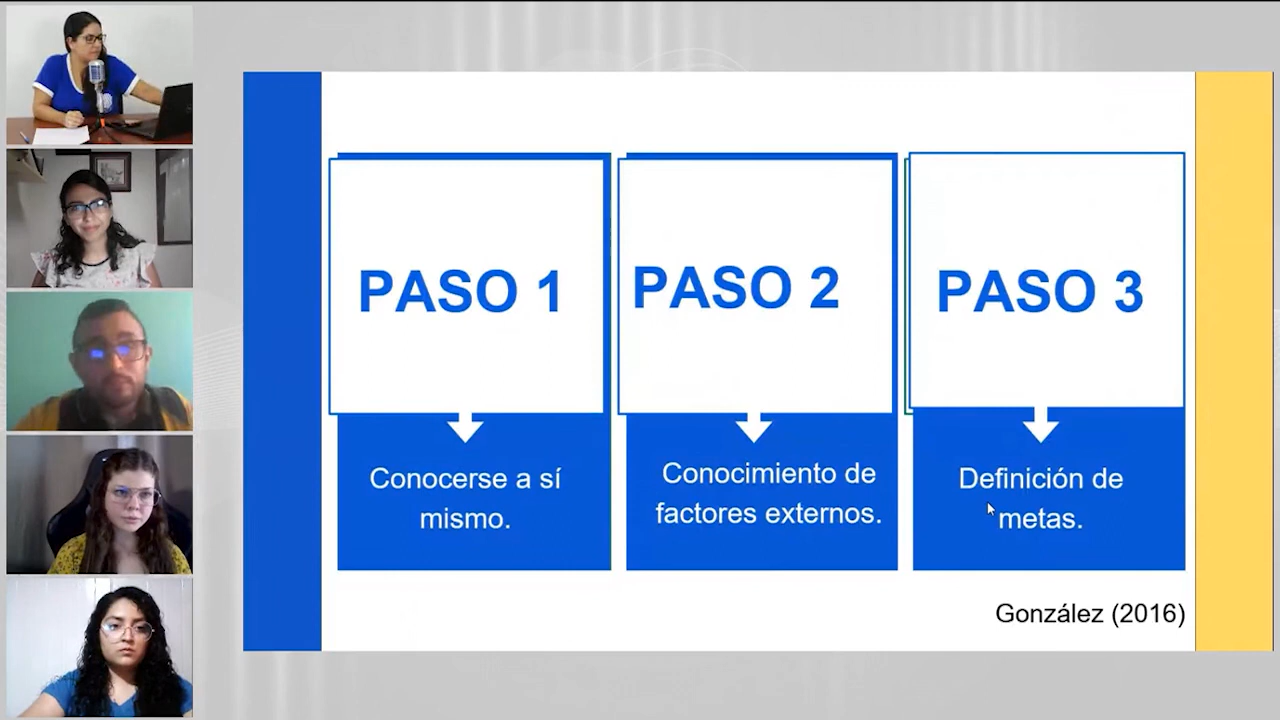 PASO 1
PASO 2
PASO 3
Conocerse a sí
mismo.
Conocimiento de
factores externos.
Definición de
metas.
González (2016)